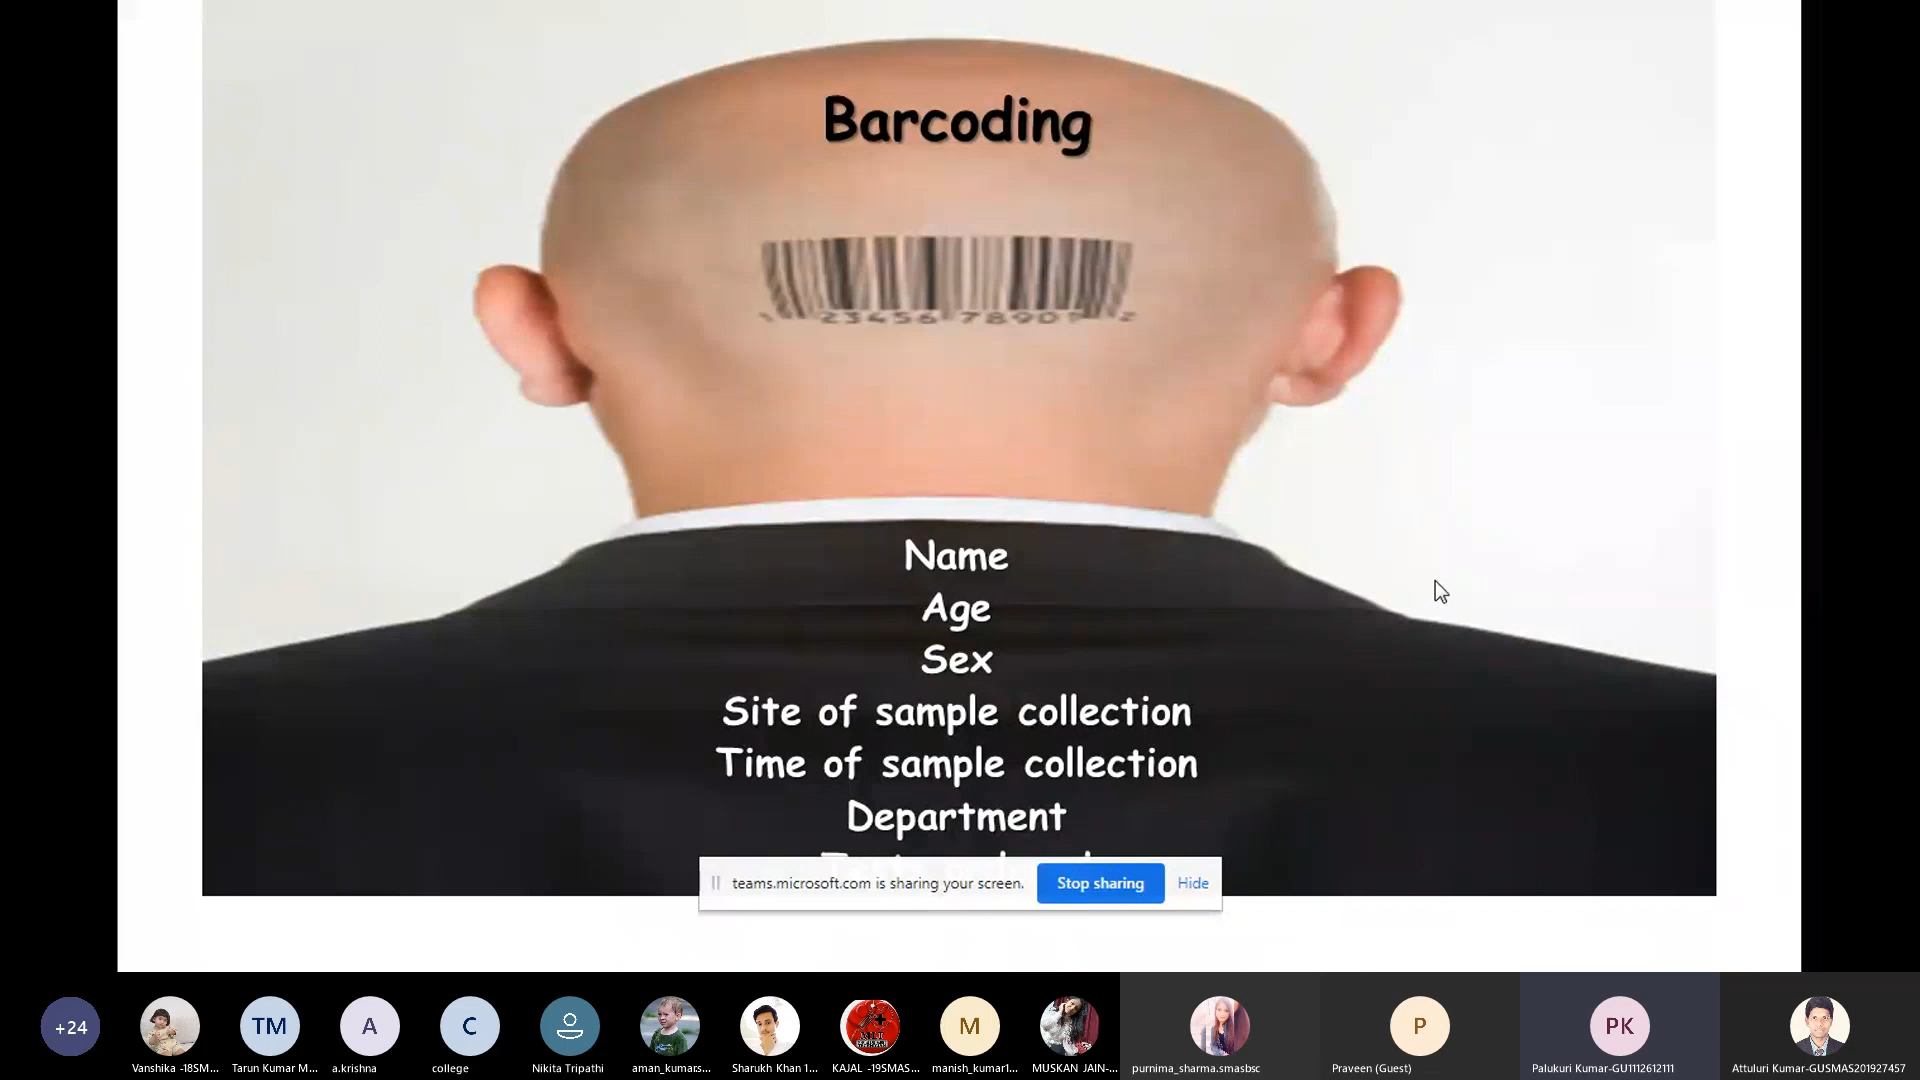 Barcoding
1 23456 78901 2
Name
Age
Sex
Site of sample collection
Time of sample collection
Department
teams.microsoft.com is sharing your screen. Stop sharing Hide
+24 TM A C M P PK
Vanshika -18SM... Tarun Kumar M... a.krishna college Nikita Tripathi aman_kumar.s... Sharukh Khan 1... KAJAL -19SMAS... manish_kumar1... MUSKAN JAIN-... purnima_sharma.smasbsc Praveen (Guest) Palukuri Kumar-GU1112612111 Attuluri Kumar-GUSMAS201927457